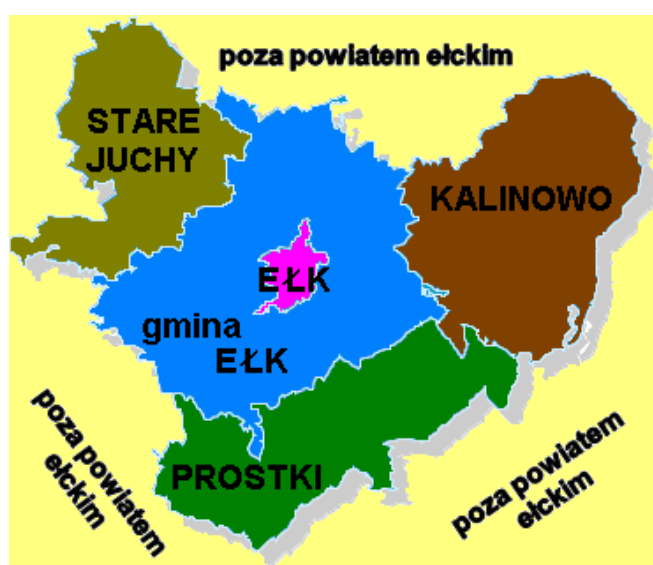 poza powiatem ełckim
STARE
JUCHY
KALINOWO
EŁK
gmina
EŁK
PROSTKI
poza powiatem
ełckim
poza powiatem
ełckim